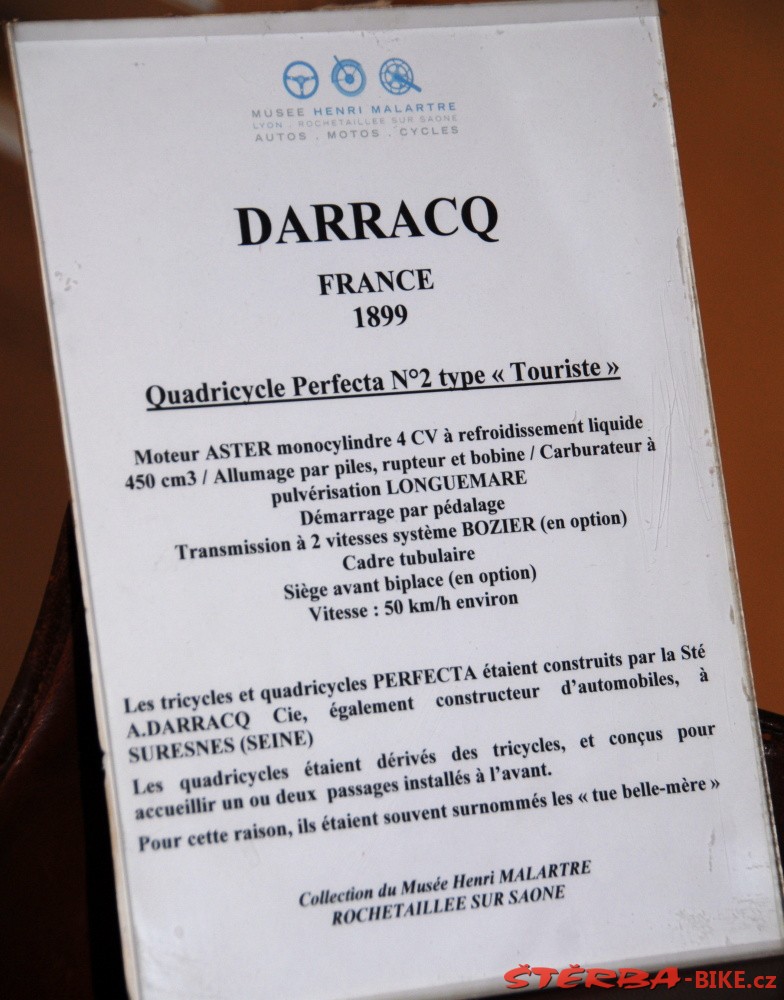 MUSEE HENRI MALARTRE
LYON . ROCHETAILLEE SUR SAONE
AUTOS . MOTOS . CYCLES
DARRACQ
FRANCE
1899
Quadricycle Perfecta N°2 type « Touriste »
Moteur ASTER monocylindre 4 CV à refroidissement liquide
450 cm3 / Allumage par piles, rupteur et bobine / Carburateur à
pulvérisation LONGUEMARE
Démarrage par pédalage
Transmission à 2 vitesses système BOZIER (en option)
Cadre tubulaire
Siège avant biplace (en option)
Vitesse : 50 km/h environ
Les tricycles et quadricycles PERFECTA étaient construits par la Sté
A.DARRACQ Cie, également constructeur d'automobiles, à
SURESNES (SEINE)
Les quadricycles étaient dérivés des tricycles, et conçus pour
accueillir un ou deux passages installés à l'avant.
Pour cette raison, ils étaient souvent surnommés les « tue belle-mère »
Collection du Musée Henri MALARTRE
ROCHETAILLEE SUR SAONE
ŠTĚRBA-BIKE.cz